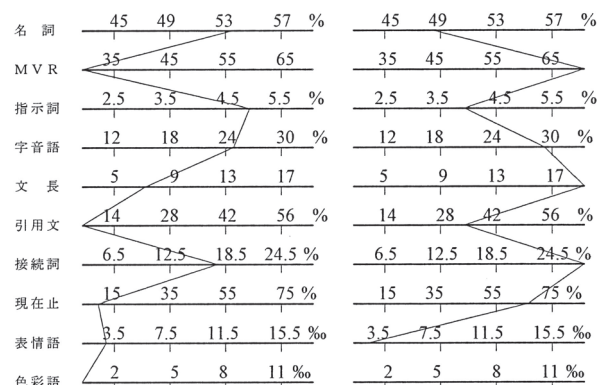 45 49 53 57 % 45 49 53 57 %
名詞
35 45 55 65 35 45 55 65
MVR
2.5 3.5 4.5 5.5 % 2.5 3.5 4.5 5.5 %
指示詞
12 18 24 30 % 12 18 24 30 %
字音語
5 9 13 17 5 9 13 17
文長
14 28 42 56 % 14 28 42 56 %
引用文
6.5 12.5 18.5 24.5 % 6.5 12.5 18.5 24.5 %
接続詞
15 35 55 75 % 15 35 55 75 %
現在止
3.5 7.5 11.5 15.5 ‰ 3.5 7.5 11.5 15.5 ‰
表情語
2 5 8 11 ‰ 2 5 8 11 ‰
色彩語